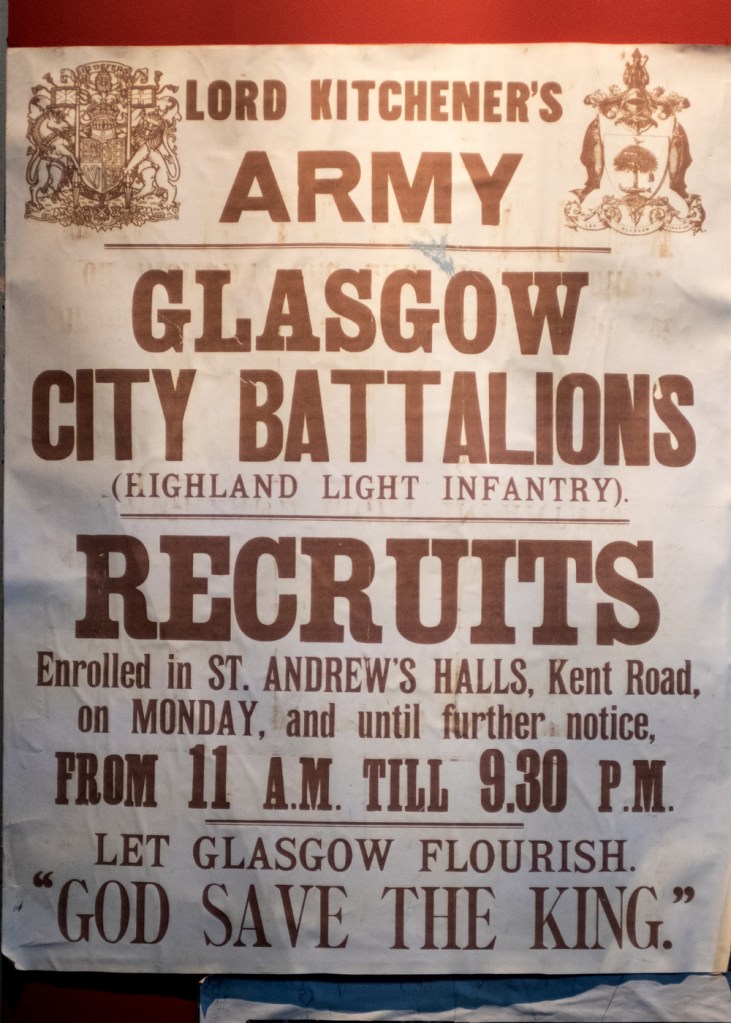 LORD KITCHENER'S
ARMY
GLASGOW
CITY BATTALIONS
(HIGHLAND LIGHT INFANTRY).
RECRUITS
Enrolled in ST. ANDREW'S HALLS, Kent Road,
on MONDAY, and until further notice,
FROM 11 A.M. TILL 9.30 P.M.
LET GLASGOW FLOURISH.
"GOD SAVE THE KING."